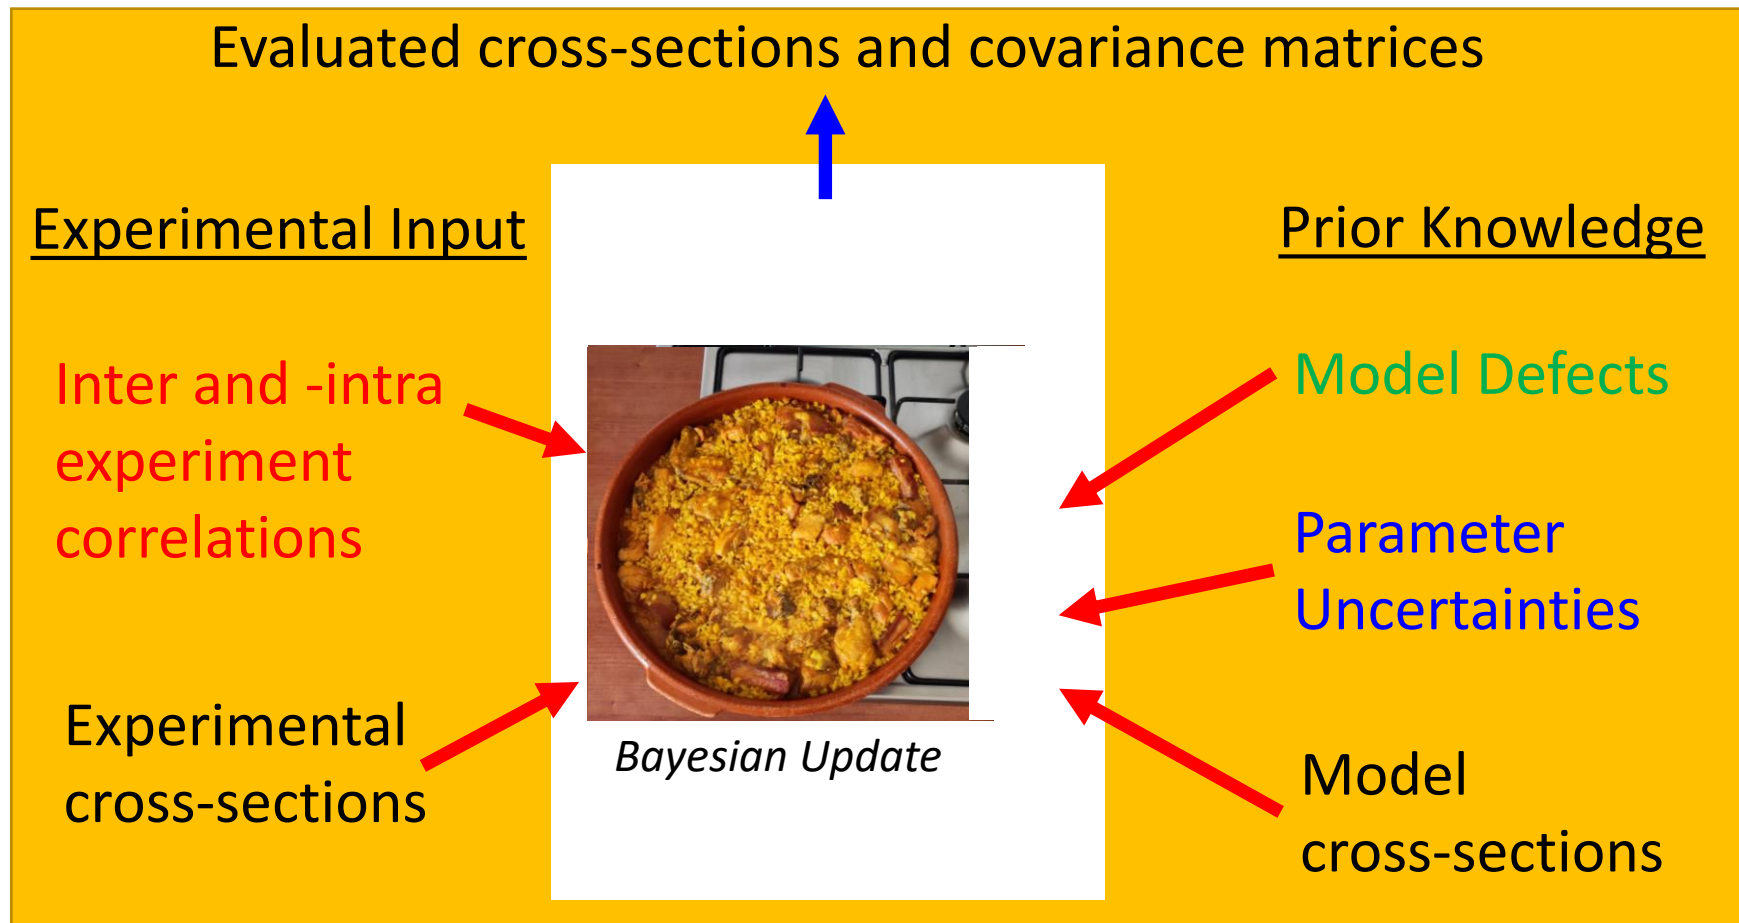 Evaluated cross-sections and covariance matrices
Experimental Input
Inter and -intra
experiment
correlations
Experimental
cross-sections
Bayesian Update
Prior Knowledge
Model Defects
Parameter
Uncertainties
Model
cross-sections